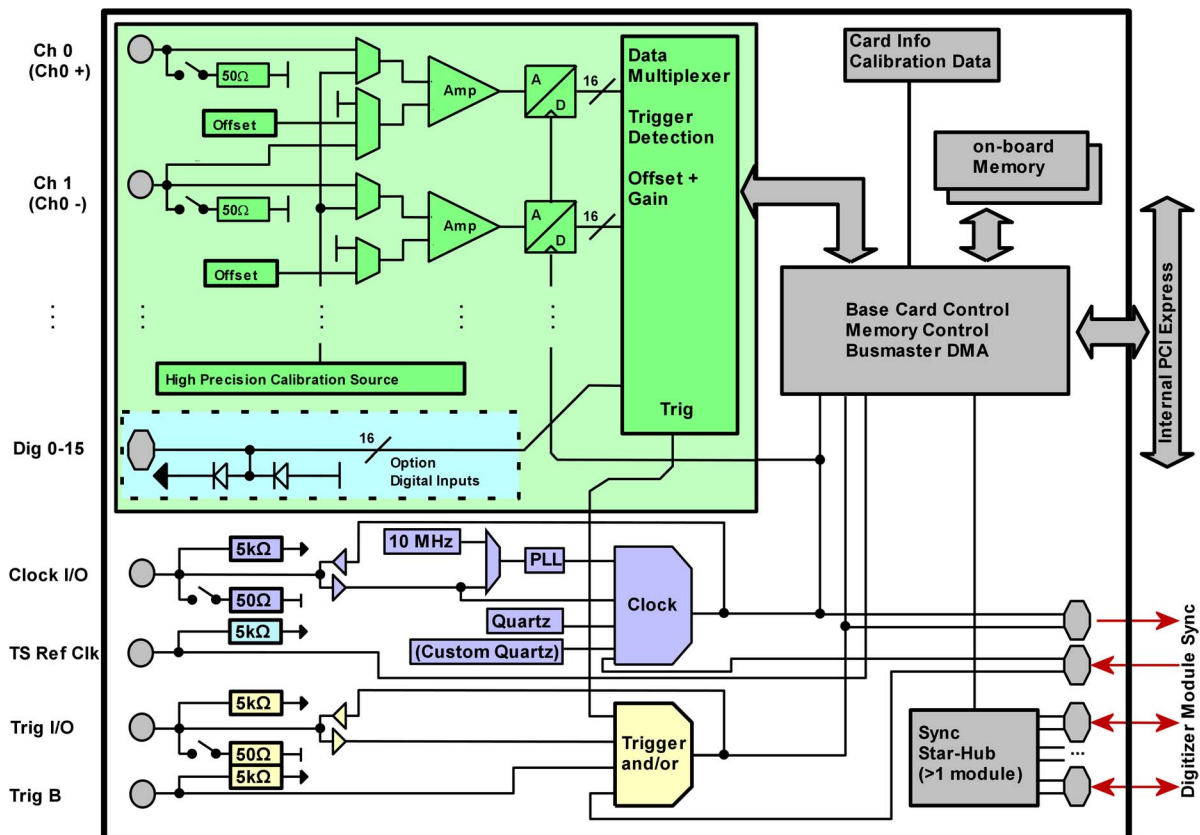 Ch 0
(Ch0 +)
50Ω
Offset
Amp
A
D
16
Data
Multiplexer
Trigger
Detection
Offset +
Gain
Trig
Card Info
Calibration Data
on-board
Memory
Ch 1
(Ch0 -)
50Ω
Offset
Amp
A
D
16
Base Card Control
Memory Control
Busmaster DMA
Internal PCI Express
High Precision Calibration Source
Dig 0-15
16
Option
Digital Inputs
Clock I/O
5kΩ
50Ω
10 MHz
PLL
Clock
Quartz
(Custom Quartz)
TS Ref Clk
5kΩ
Trig I/O
5kΩ
50Ω
Trigger
and/or
Trig B
5kΩ
Sync
Star-Hub
(>1 module)
...
Digitizer Module Sync